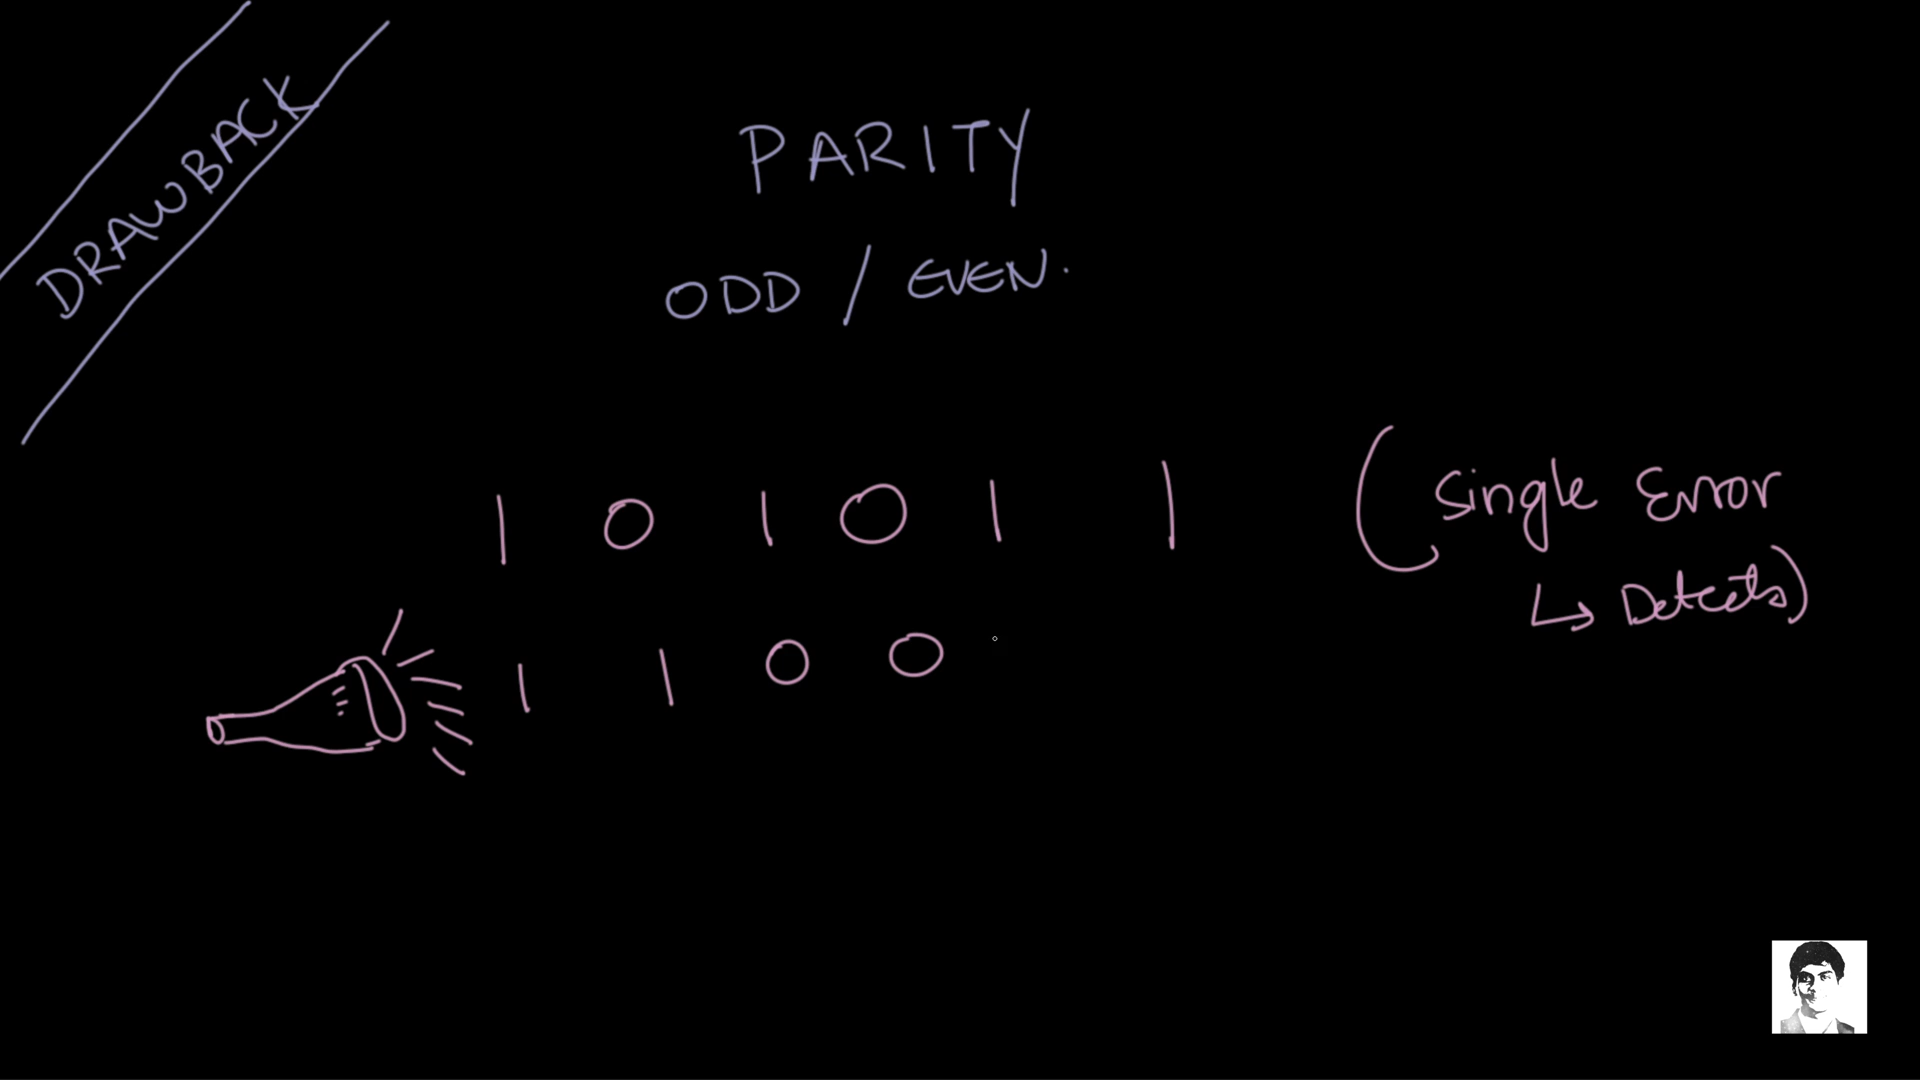 DRAWBACK
PARITY
ODD / EVEN.
1 0 1 0 1 1
(Single Error
↳ Detects)
1 1 0 0